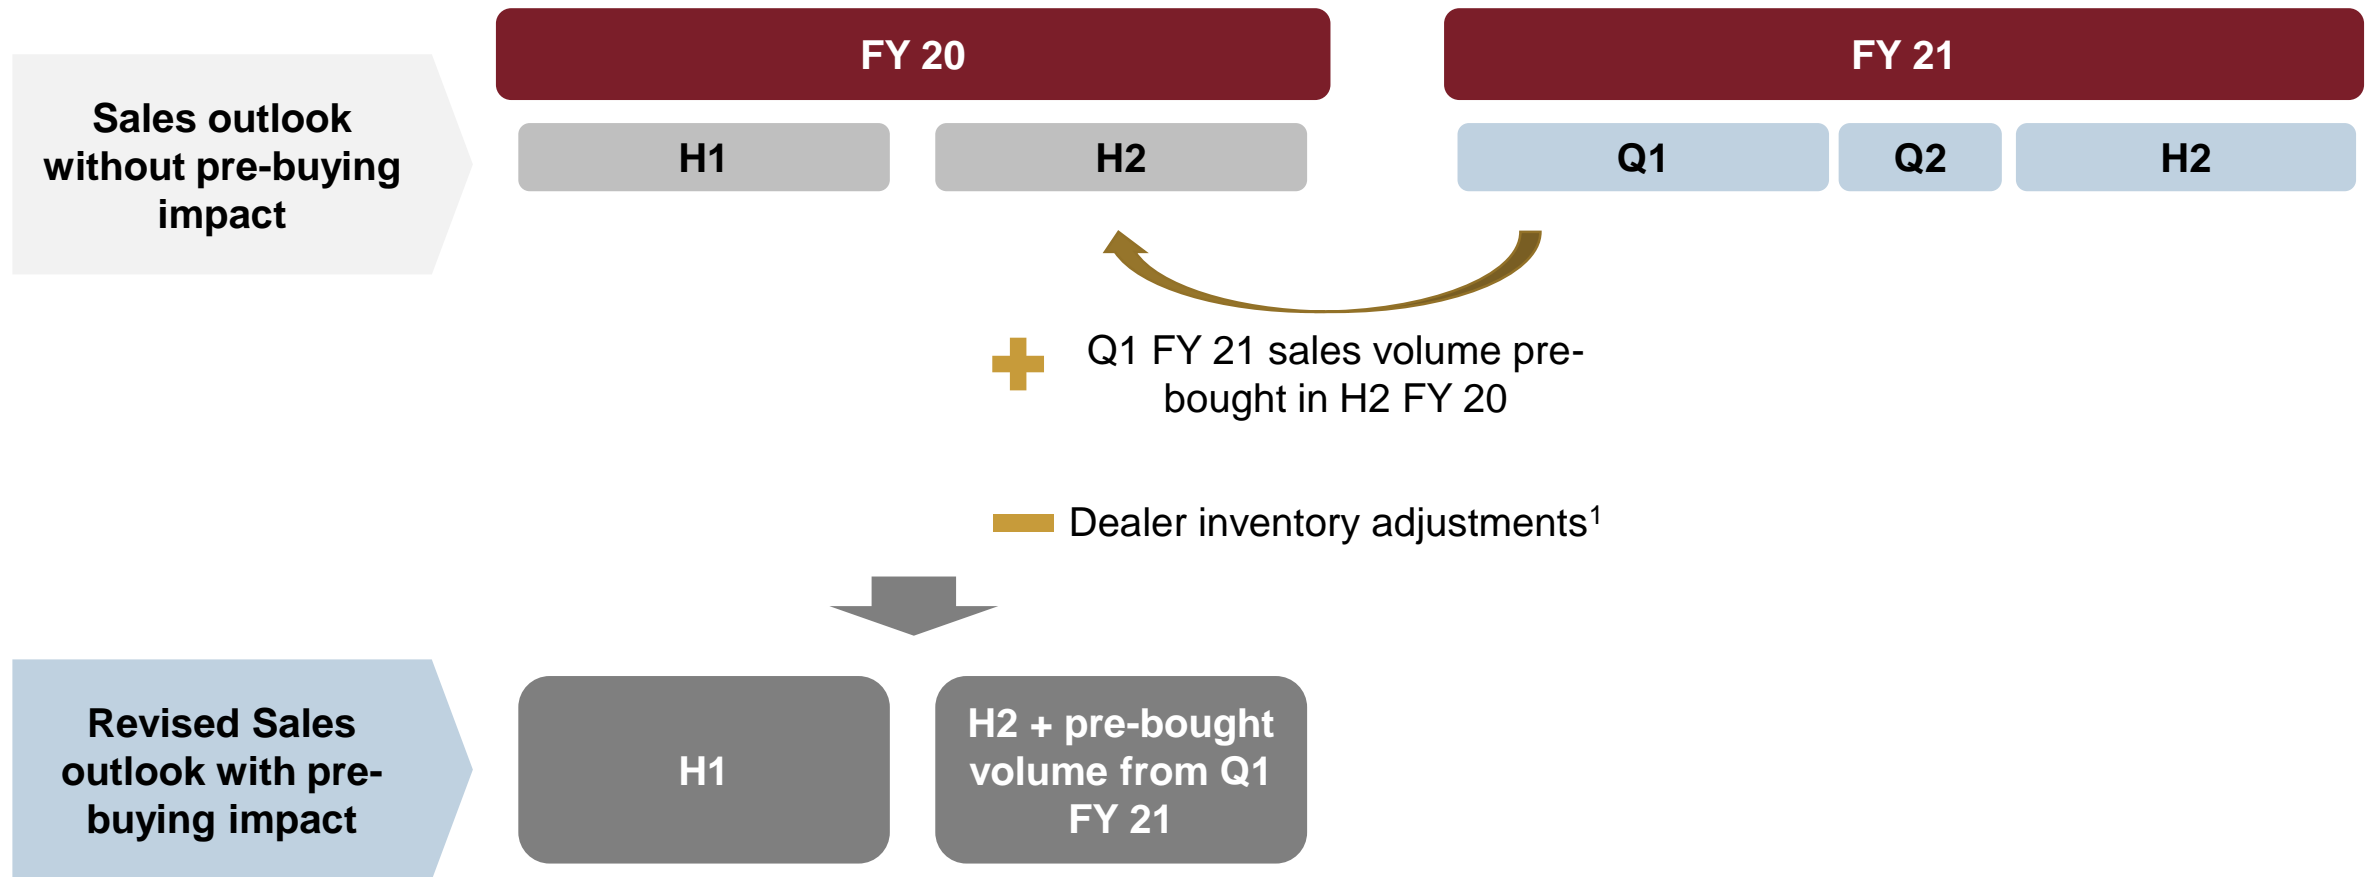 FY 20
FY 21
Sales outlook
without pre-buying
impact
H1
H2
Q1
Q2
H2
Q1 FY 21 sales volume pre-
bought in H2 FY 20
Dealer inventory adjustments¹
Revised Sales
outlook with pre-
buying impact
H1
H2 + pre-bought
volume from Q1
FY 21